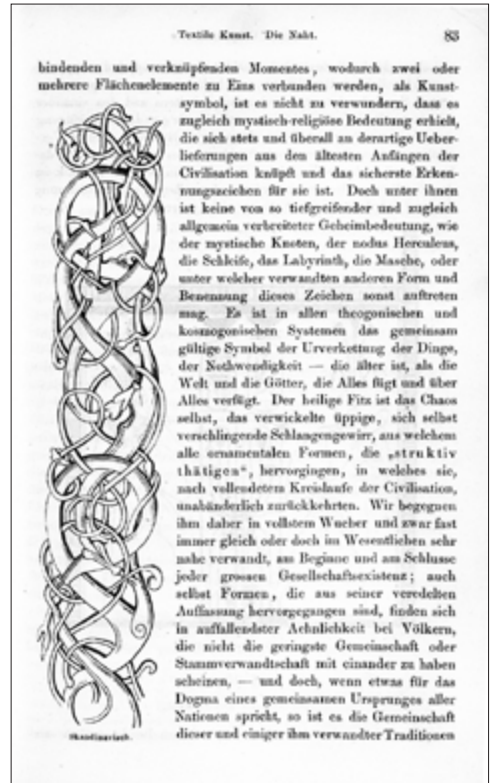 Textile Kunst. Die Naht. 83
bindenden und verknüpfenden Momentes, wodurch zwei oder
mehrere Flächenelemente zu Eins verbunden werden, als Kunst-
symbol, ist es nicht zu verwundern, dass es
zugleich mystisch-religiöse Bedeutung erhielt,
die sich stets und überall an derartige Ueber-
lieferungen aus den ältesten Anfängen der
Civilisation knüpft und das sicherste Erken-
nungszeichen für sie ist. Doch unter ihnen
ist keine von so tiefgreifender und zugleich
allgemein verbreiteter Geheimbedeutung, wie
der mystische Knoten, der nodus Herculeus,
die Schleife, das Labyrinth, die Masche, oder
unter welcher verwandten anderen Form und
Benennung dieses Zeichen sonst auftreten
mag. Es ist in allen theogonischen und
kosmogonischen Systemen das gemeinsam
gültige Symbol der Urverkettung der Dinge,
der Nothwendigkeit — die älter ist, als die
Welt und die Götter, die Alles fügt und über
Alles verfügt. Der heilige Fitz ist das Chaos
selbst, das verwickelte üppige, sich selbst
verschlingende Schlangengewirr, aus welchem
alle ornamentalen Formen, die „struktiv
thätigen“, hervorgingen, in welches sie,
nach vollendetem Kreislaufe der Civilisation,
unabänderlich zurückkehrten. Wir begegnen
ihm daher in vollstem Wucher und zwar fast
immer gleich oder doch im Wesentlichen sehr
nahe verwandt, am Beginne und am Schlusse
jeder grossen Gesellschaftsexistenz; auch
selbst Formen, die aus seiner veredelten
Auffassung hervorgegangen sind, finden sich
in auffallendster Aehnlichkeit bei Völkern,
die nicht die geringste Gemeinschaft oder
Stammverwandtschaft mit einander zu haben
scheinen, — und doch, wenn etwas für das
Dogma eines gemeinsamen Ursprunges aller
Nationen spricht, so ist es die Gemeinschaft
Skandinavisch. dieser und einiger ihm verwandter Traditionen